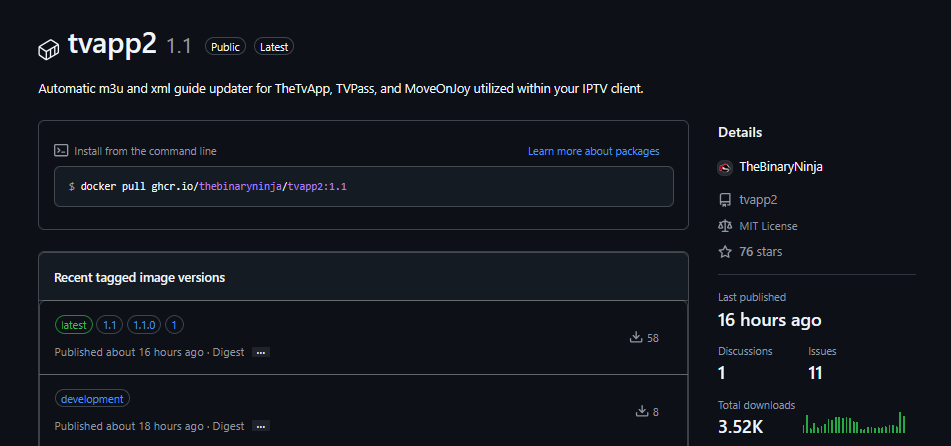 tvapp2 1.1 Public Latest
Automatic m3u and xml guide updater for TheTvApp, TVPass, and MoveOnJoy utilized within your IPTV client.
Install from the command line Learn more about packages
$ docker pull ghcr.io/thebinaryninja/tvapp2:1.1
Recent tagged image versions
latest 1.1 1.1.0 1
Published about 16 hours ago · Digest ...
58
development
Published about 18 hours ago · Digest ...
8
Details
TheBinaryNinja
tvapp2
MIT License
76 stars
Last published
16 hours ago
Discussions Issues
1 11
Total downloads
3.52K